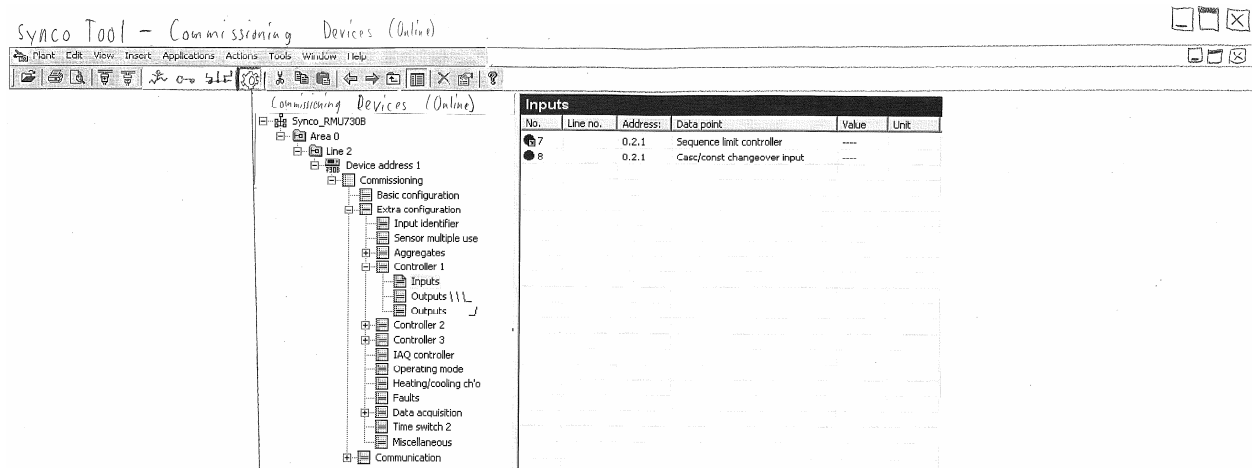 Synco Tool - Commissioning Devices (Online)
Plant Edit View Insert Applications Actions Tools Window Help
Commissioning Devices (Online)
Synco_RMU730B
Area 0
Line 2
Device address 1
Commissioning
Basic configuration
Extra configuration
Input identifier
Sensor multiple use
Aggregates
Controller 1
Inputs
Outputs \\\_
Outputs _/
Controller 2
Controller 3
IAQ controller
Operating mode
Heating/cooling ch'o
Faults
Data acquisition
Time switch 2
Miscellaneous
Communication
Inputs
No. Line no. Address: Data point Value Unit
7 0.2.1 Sequence limit controller ----
8 0.2.1 Casc/const changeover input ----